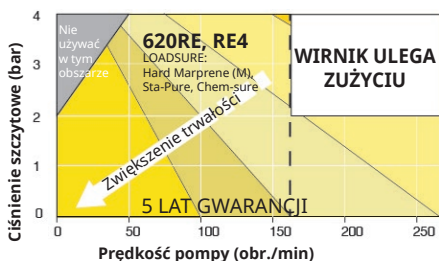 Ciśnienie szczytowe (bar)
4
3
2
1
0
Nie
używać
w tym
obszarze
620RE, RE4
LOADSURE:
Hard Marprene (M),
Sta-Pure, Chem-sure
WIRNIK ULEGA
ZUŻYCIU
Zwiększenie trwałości
5 LAT GWARANCJI
0
50
100
150
200
250
Prędkość pompy (obr./min)